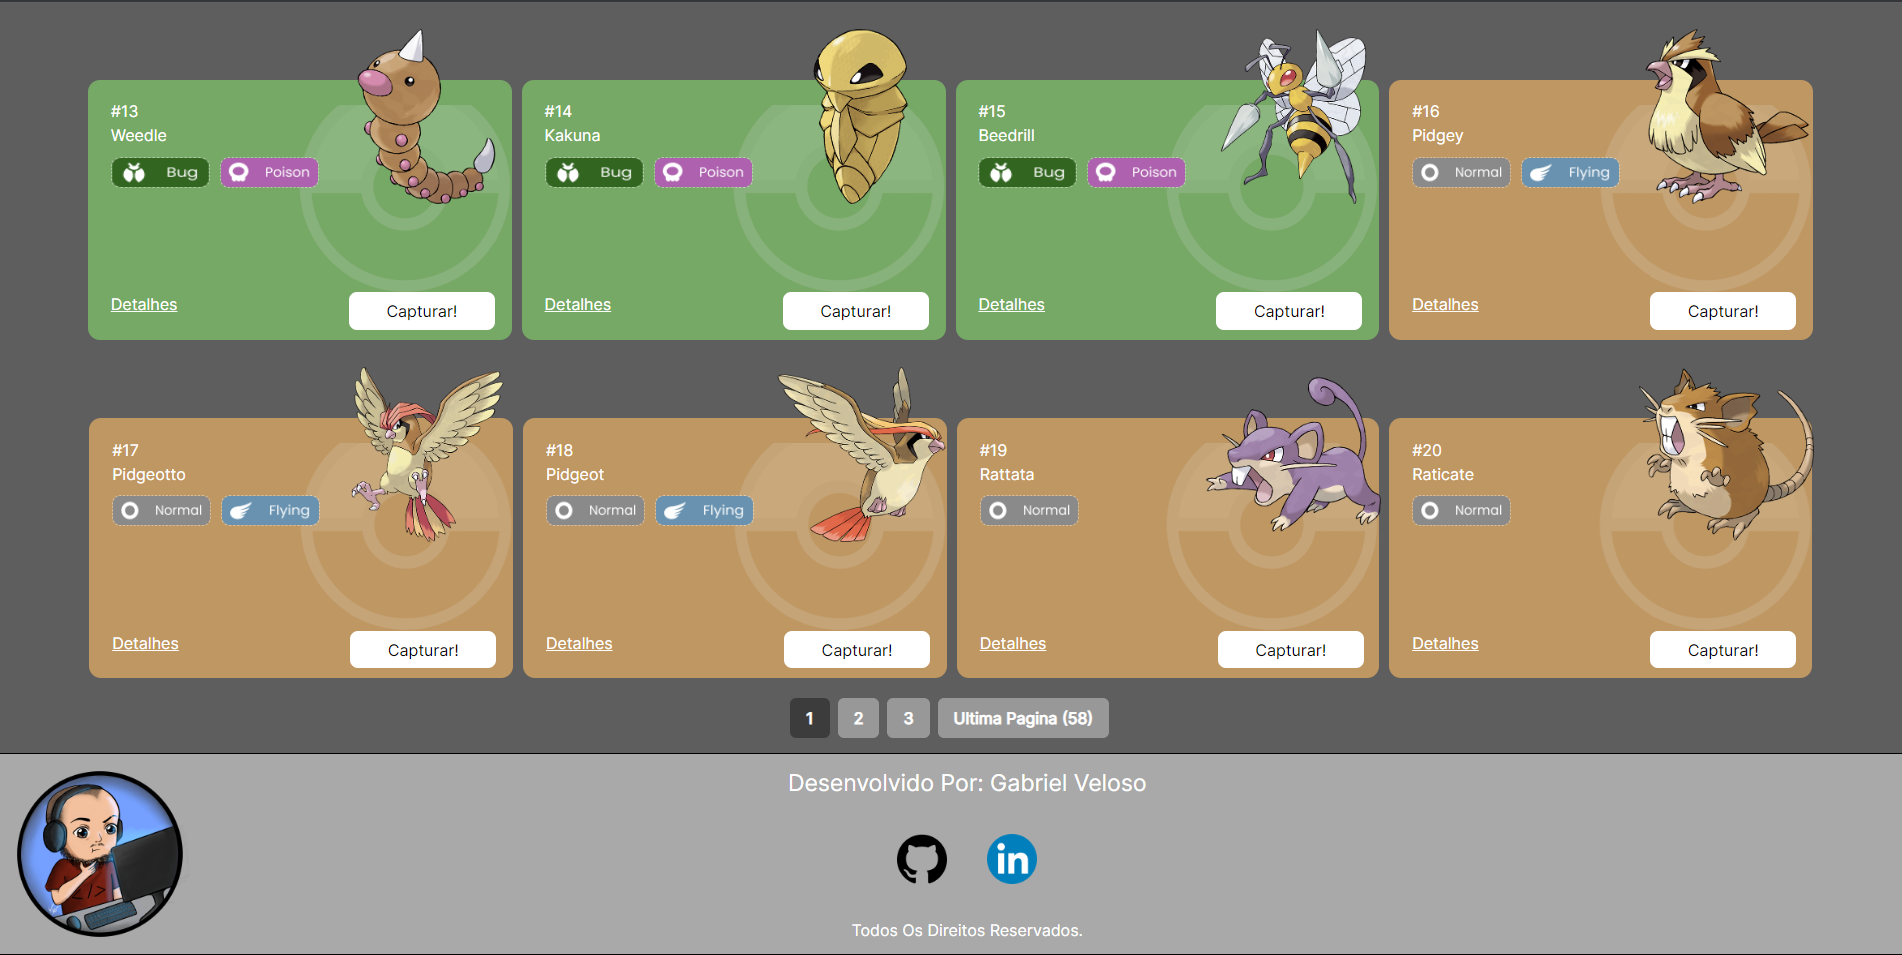 #13
Weedle
Bug Poison
Detalhes
Capturar!
#14
Kakuna
Bug Poison
Detalhes
Capturar!
#15
Beedrill
Bug Poison
Detalhes
Capturar!
#16
Pidgey
Normal Flying
Detalhes
Capturar!
#17
Pidgeotto
Normal Flying
Detalhes
Capturar!
#18
Pidgeot
Normal Flying
Detalhes
Capturar!
#19
Rattata
Normal
Detalhes
Capturar!
#20
Raticate
Normal
Detalhes
Capturar!
1 2 3 Ultima Pagina (58)
Desenvolvido Por: Gabriel Veloso
in
Todos Os Direitos Reservados.